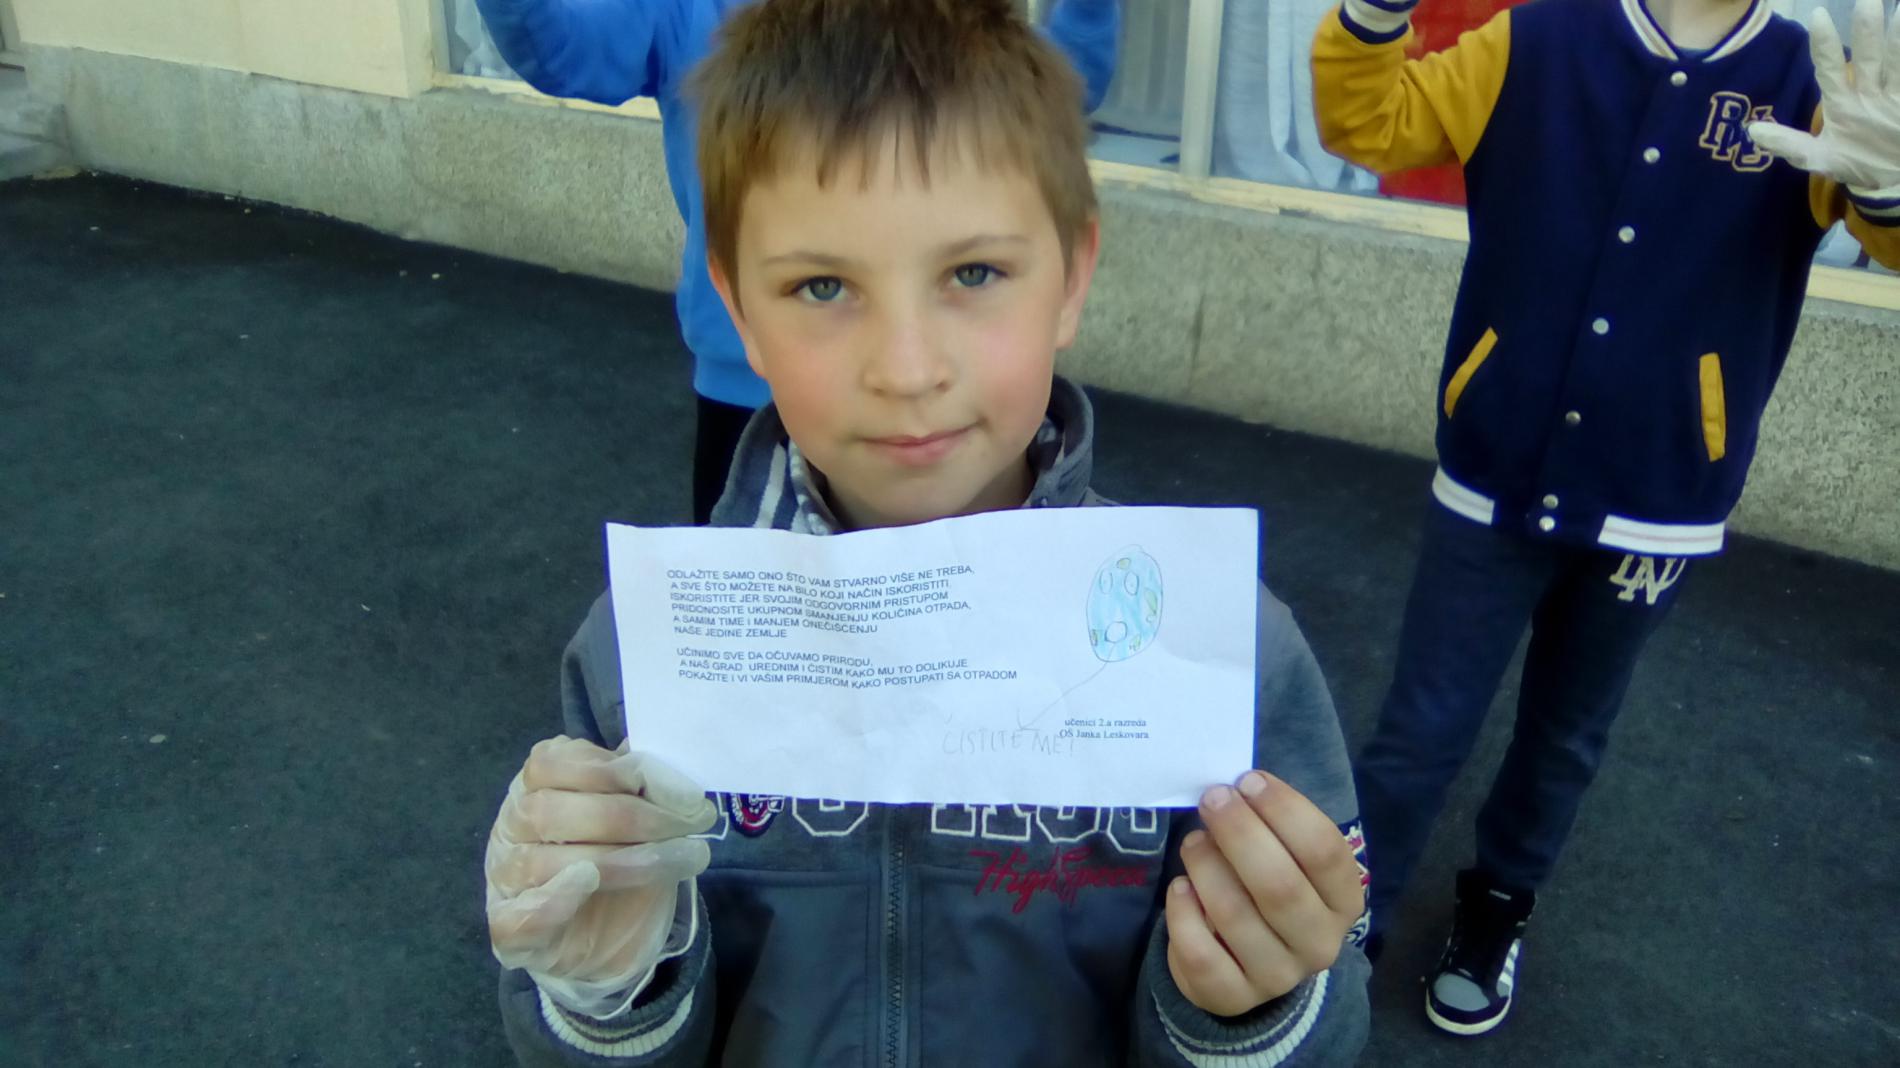 ODLAŽITE SAMO ONO ŠTO VAM STVARNO VIŠE NE TREBA,
A SVE ŠTO MOŽETE NA BILO KOJI NAČIN ISKORISTITI,
ISKORISTITE JER SVOJIM ODGOVORNIM PRISTUPOM
PRIDONOSITE UKUPNOM SMANJENJU KOLIČINA OTPADA,
A SAMIM TIME I MANJEM ONEČIŠĆENJU
NAŠE JEDINE ZEMLJE
UČINIMO SVE DA OČUVAMO PRIRODU,
A NAŠ GRAD UREDNIM I ČISTIM KAKO MU TO DOLIKUJE
POKAŽITE I VI VAŠIM PRIMJEROM KAKO POSTUPATI SA OTPADOM
učenici 2.a razreda
OŠ Janka Leskovara
ČISTITE ME!
High Speed